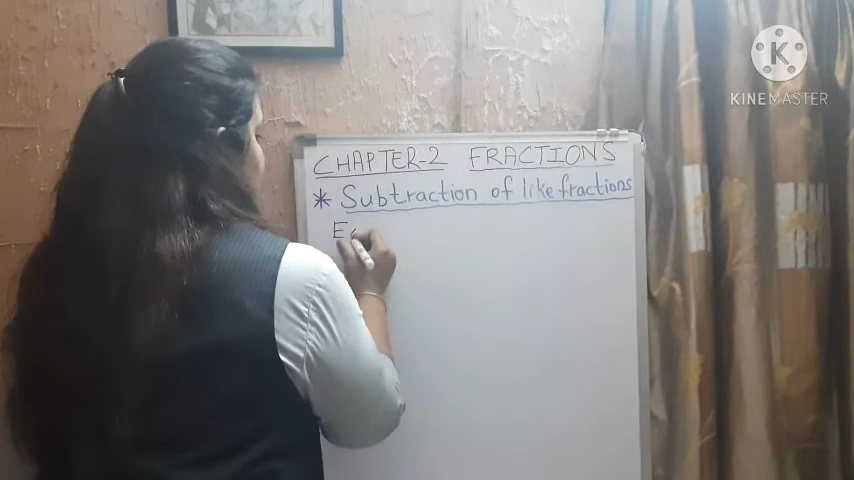 KINEMASTER
CHAPTER-2 FRACTIONS
* Subtraction of like fractions
E